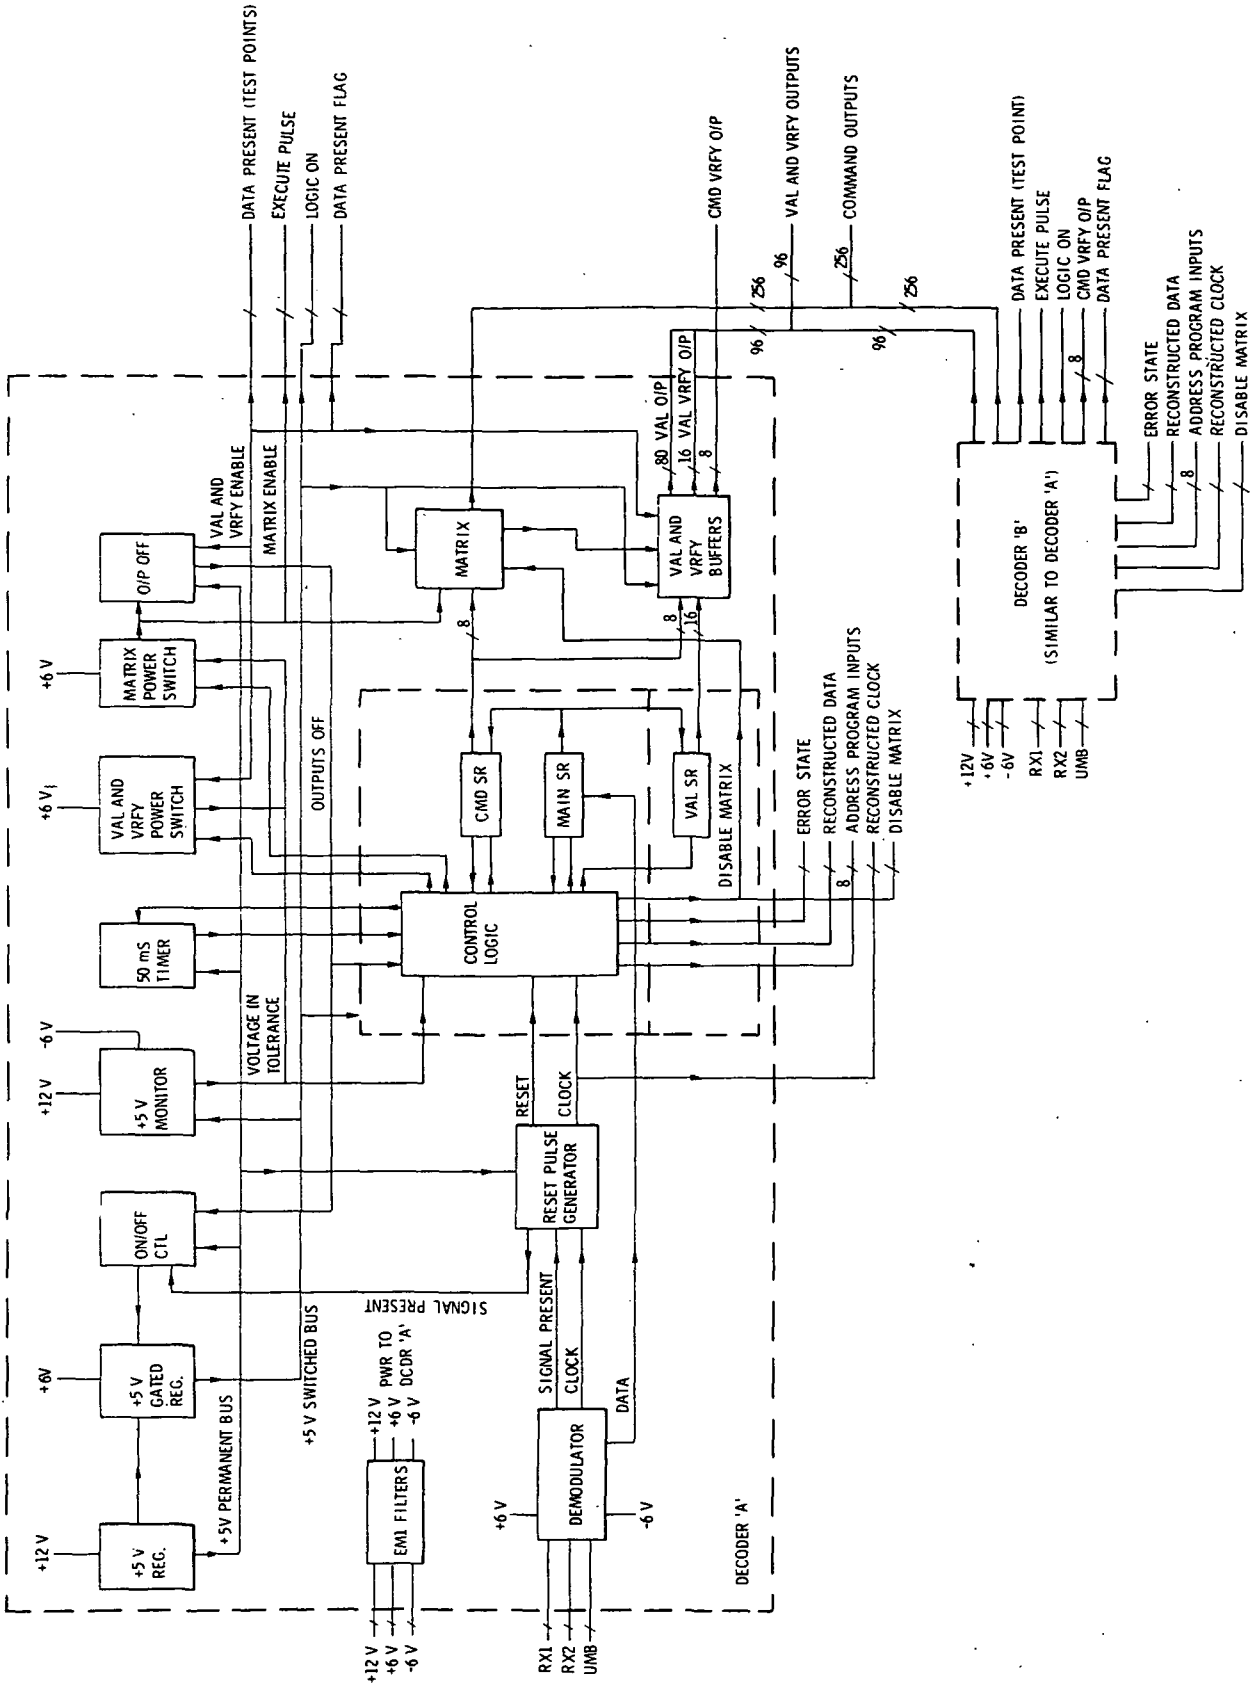 +12 V
+5 V
REG.
+6V
+5 V
GATED
REG.
ON/OFF
CTL
+12 V
-6 V
+5 V
MONITOR
50 mS
TIMER
+6 V
VAL AND
VRFY
POWER
SWITCH
+6 V
MATRIX
POWER
SWITCH
O/P OFF
VAL AND
VRFY ENABLE
MATRIX ENABLE
DATA PRESENT (TEST POINTS)
EXECUTE PULSE
LOGIC ON
DATA PRESENT FLAG
+5V PERMANENT BUS
+5 V SWITCHED BUS
VOLTAGE IN
TOLERANCE
OUTPUTS OFF
SIGNAL PRESENT
+12 V
+6 V
-6 V
EMI FILTERS
+12 V
+6 V
-6 V
PWR TO
DCDR 'A'
RX1
RX2
UMB
+6 V
DEMODULATOR
-6 V
SIGNAL PRESENT
CLOCK
DATA
RESET PULSE
GENERATOR
RESET
CLOCK
CONTROL
LOGIC
CMD SR
MAIN SR
VAL SR
DISABLE MATRIX
8
8
16
MATRIX
VAL AND
VRFY
BUFFERS
80 VAL O/P
16 VAL VRFY O/P
8
CMD VRFY O/P
96
256
96
VAL AND VRFY OUTPUTS
256
COMMAND OUTPUTS
96
256
ERROR STATE
RECONSTRUCTED DATA
8
ADDRESS PROGRAM INPUTS
RECONSTRUCTED CLOCK
DISABLE MATRIX
DECODER 'A'
+12V
+6V
-6V
RX1
RX2
UMB
DECODER 'B'
(SIMILAR TO DECODER 'A')
DATA PRESENT (TEST POINT)
EXECUTE PULSE
LOGIC ON
8
CMD VRFY O/P
DATA PRESENT FLAG
ERROR STATE
RECONSTRUCTED DATA
8
ADDRESS PROGRAM INPUTS
RECONSTRUCTED CLOCK
DISABLE MATRIX